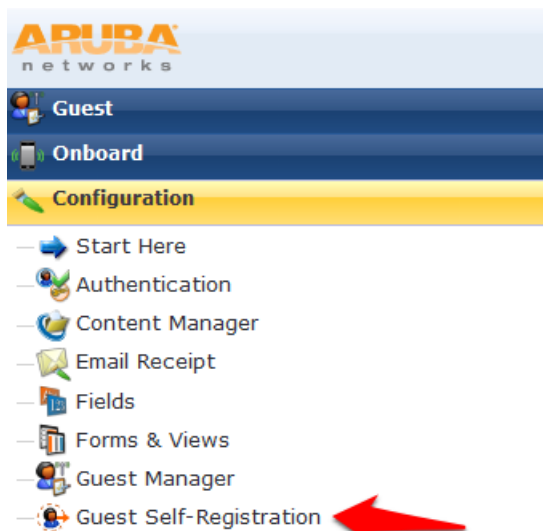 ARUBA
networks
Guest
Onboard
Configuration
Start Here
Authentication
Content Manager
Email Receipt
Fields
Forms & Views
Guest Manager
Guest Self-Registration